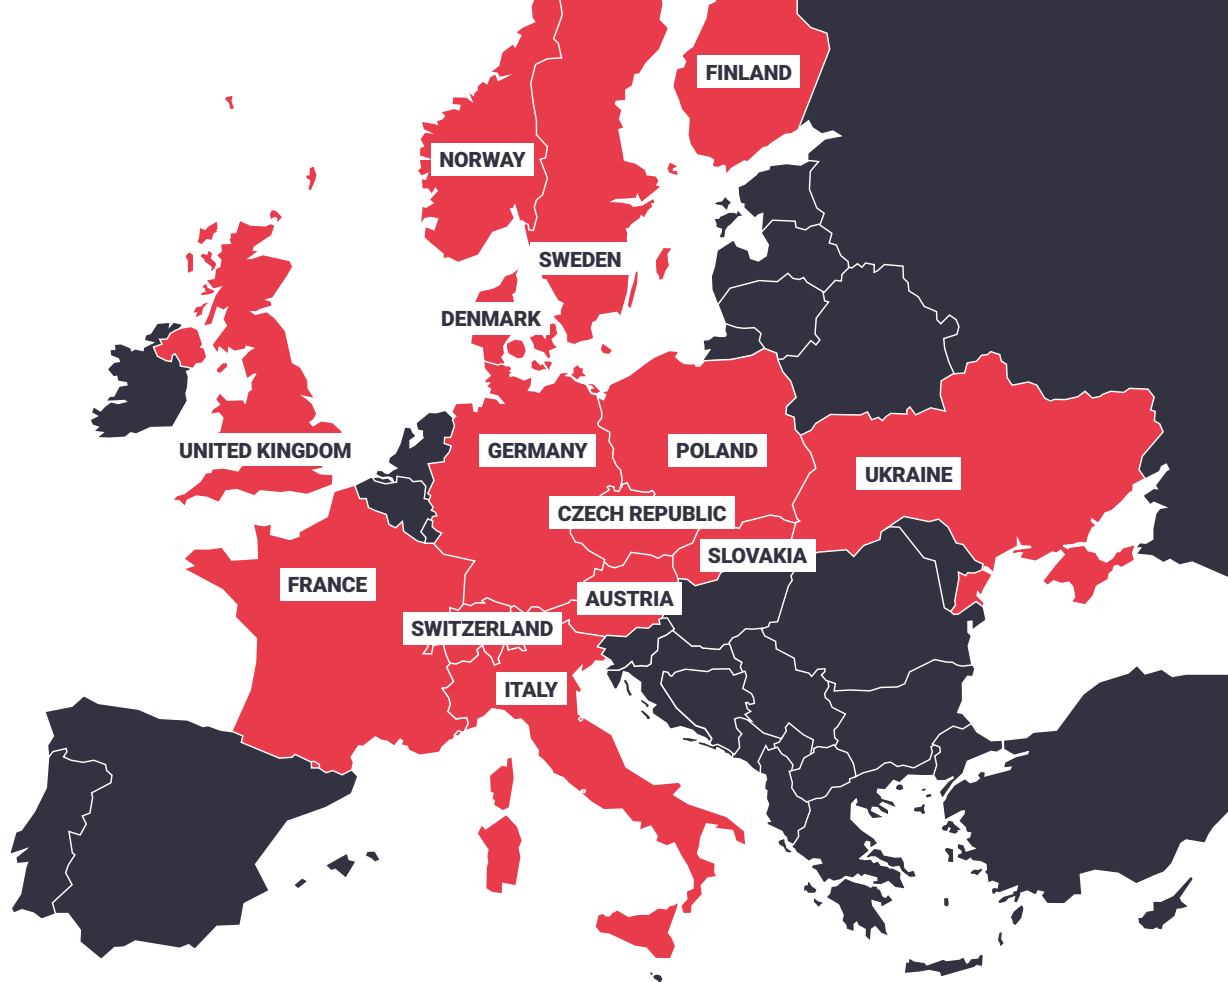 FINLAND
NORWAY
SWEDEN
DENMARK
UNITED KINGDOM
GERMANY
POLAND
UKRAINE
CZECH REPUBLIC
SLOVAKIA
FRANCE
AUSTRIA
SWITZERLAND
ITALY